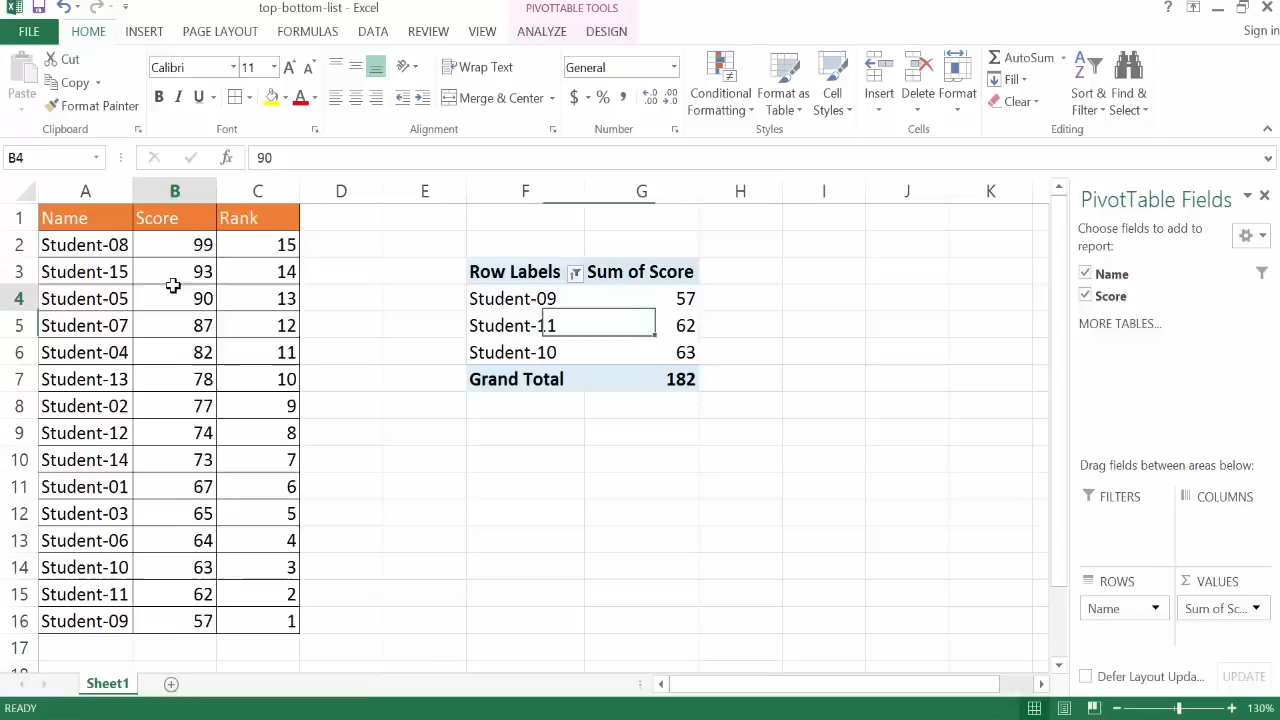 top-bottom-list - Excel
PIVOTTABLE TOOLS
?
FILE HOME INSERT PAGE LAYOUT FORMULAS DATA REVIEW VIEW ANALYZE DESIGN Sign in
Paste
Cut
Copy
Format Painter
Clipboard
Calibri 11
B I U
Font
Wrap Text
Merge & Center
Alignment
General
$ % ,
Number
Conditional Formatting
Format as Table
Cell Styles
Styles
Insert Delete Format
Cells
AutoSum
Fill
Clear
Sort & Filter
Find & Select
Editing
B4 fx 90
A B C D E F G H I J K
1 Name Score Rank
2 Student-08 99 15
3 Student-15 93 14 Row Labels Sum of Score
4 Student-05 90 13 Student-09 57
5 Student-07 87 12 Student-11 62
6 Student-04 82 11 Student-10 63
7 Student-13 78 10 Grand Total 182
8 Student-02 77 9
9 Student-12 74 8
10 Student-14 73 7
11 Student-01 67 6
12 Student-03 65 5
13 Student-06 64 4
14 Student-10 63 3
15 Student-11 62 2
16 Student-09 57 1
17
PivotTable Fields
Choose fields to add to
report:
Name
Score
MORE TABLES...
Drag fields between areas below:
FILTERS COLUMNS
ROWS Σ VALUES
Name Sum of Sc...
Defer Layout Upda... UPDATE
Sheet1
READY 130%